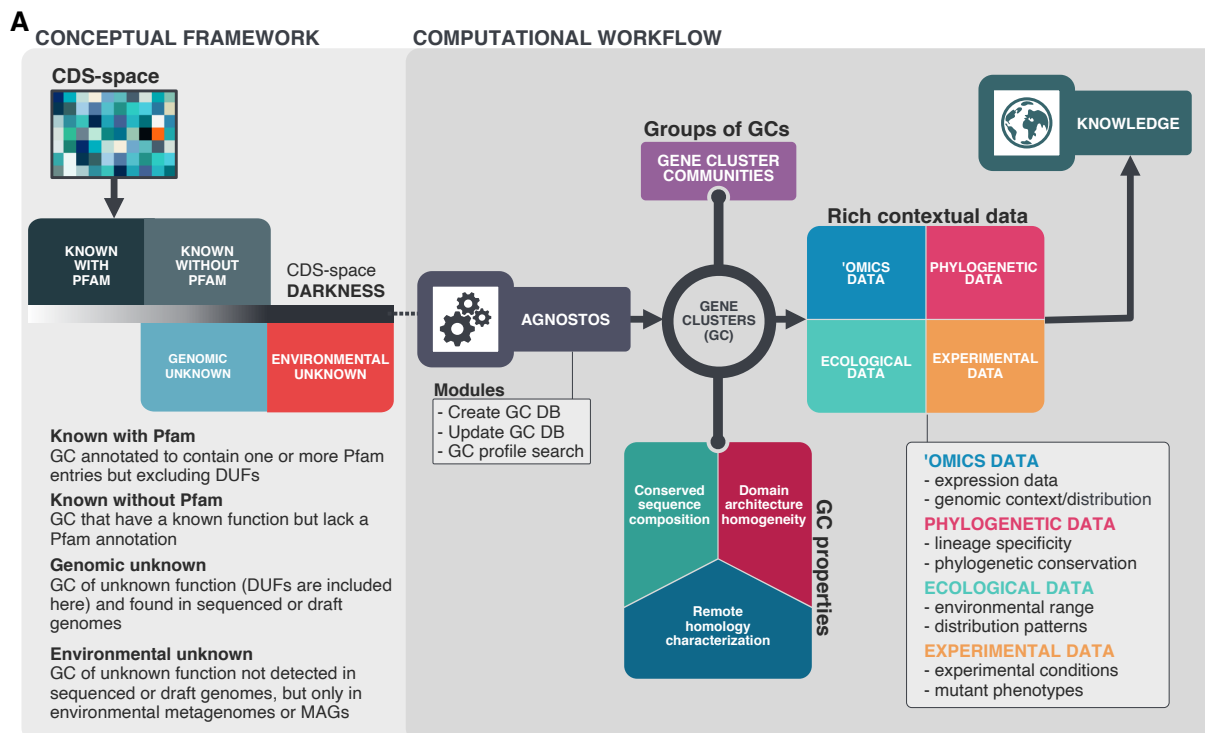 A
CONCEPTUAL FRAMEWORK
CDS-space
KNOWN
WITH
PFAM
KNOWN
WITHOUT
PFAM
CDS-space
DARKNESS
GENOMIC
UNKNOWN
ENVIRONMENTAL
UNKNOWN
Known with Pfam
GC annotated to contain one or more Pfam
entries but excluding DUFs
Known without Pfam
GC that have a known function but lack a
Pfam annotation
Genomic unknown
GC of unknown function (DUFs are included
here) and found in sequenced or draft
genomes
Environmental unknown
GC of unknown function not detected in
sequenced or draft genomes, but only in
environmental metagenomes or MAGs
COMPUTATIONAL WORKFLOW
AGNOSTOS
Modules
- Create GC DB
- Update GC DB
- GC profile search
Groups of GCs
GENE CLUSTER
COMMUNITIES
GENE
CLUSTERS
(GC)
Conserved
sequence
composition
Domain
architecture
homogeneity
Remote
homology
characterization
GC properties
Rich contextual data
'OMICS
DATA
PHYLOGENETIC
DATA
ECOLOGICAL
DATA
EXPERIMENTAL
DATA
KNOWLEDGE
'OMICS DATA
- expression data
- genomic context/distribution
PHYLOGENETIC DATA
- lineage specificity
- phylogenetic conservation
ECOLOGICAL DATA
- environmental range
- distribution patterns
EXPERIMENTAL DATA
- experimental conditions
- mutant phenotypes